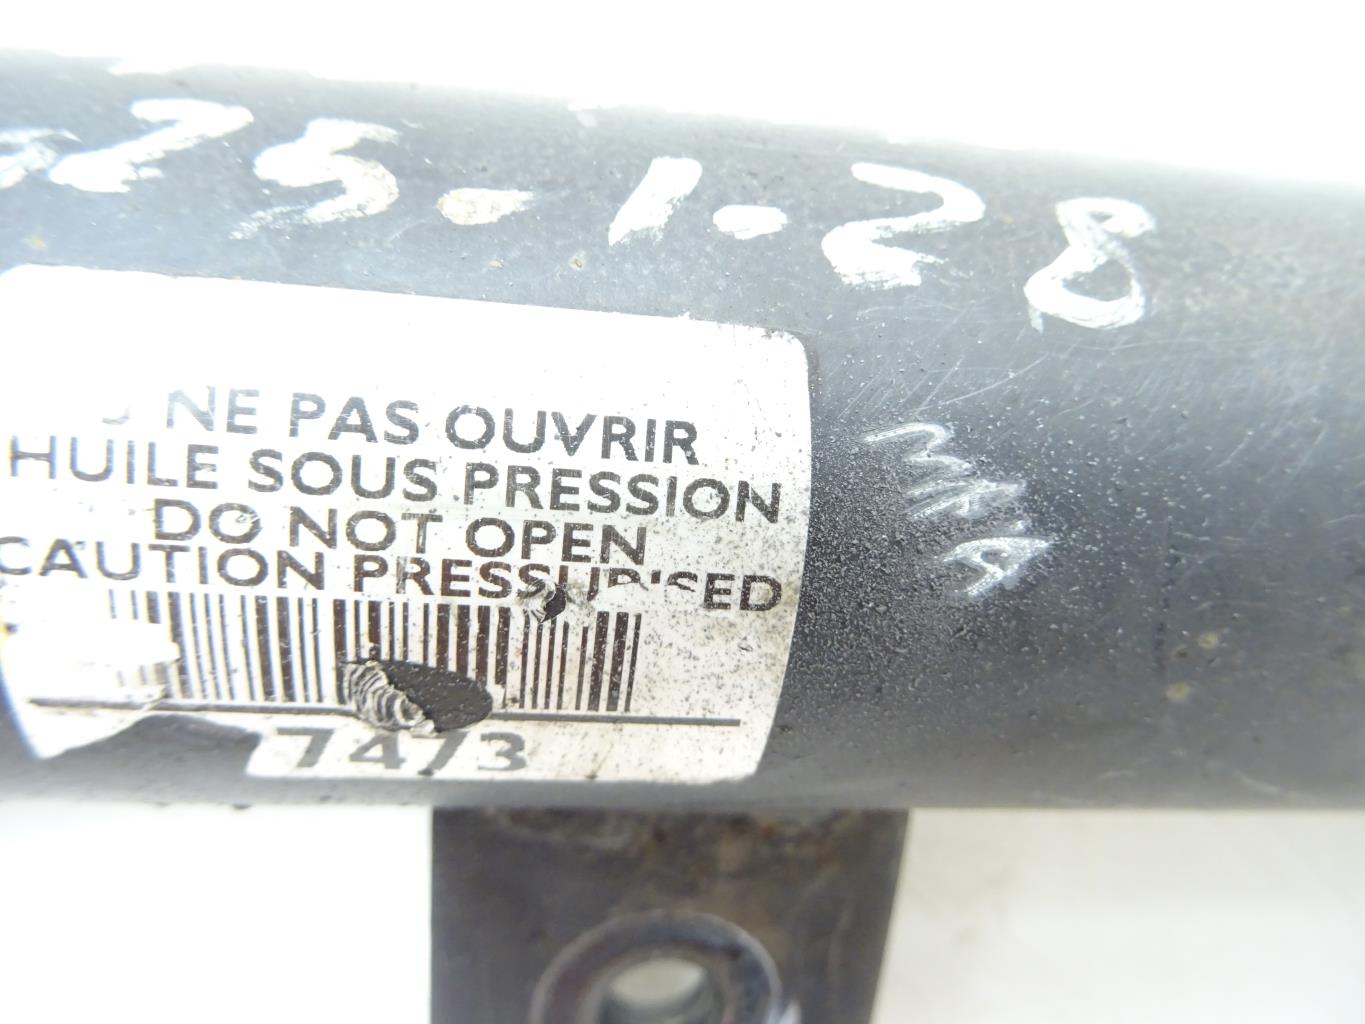 25.1.28
NE PAS OUVRIR
HUILE SOUS PRESSION
DO NOT OPEN
CAUTION PRESSURISED
7473